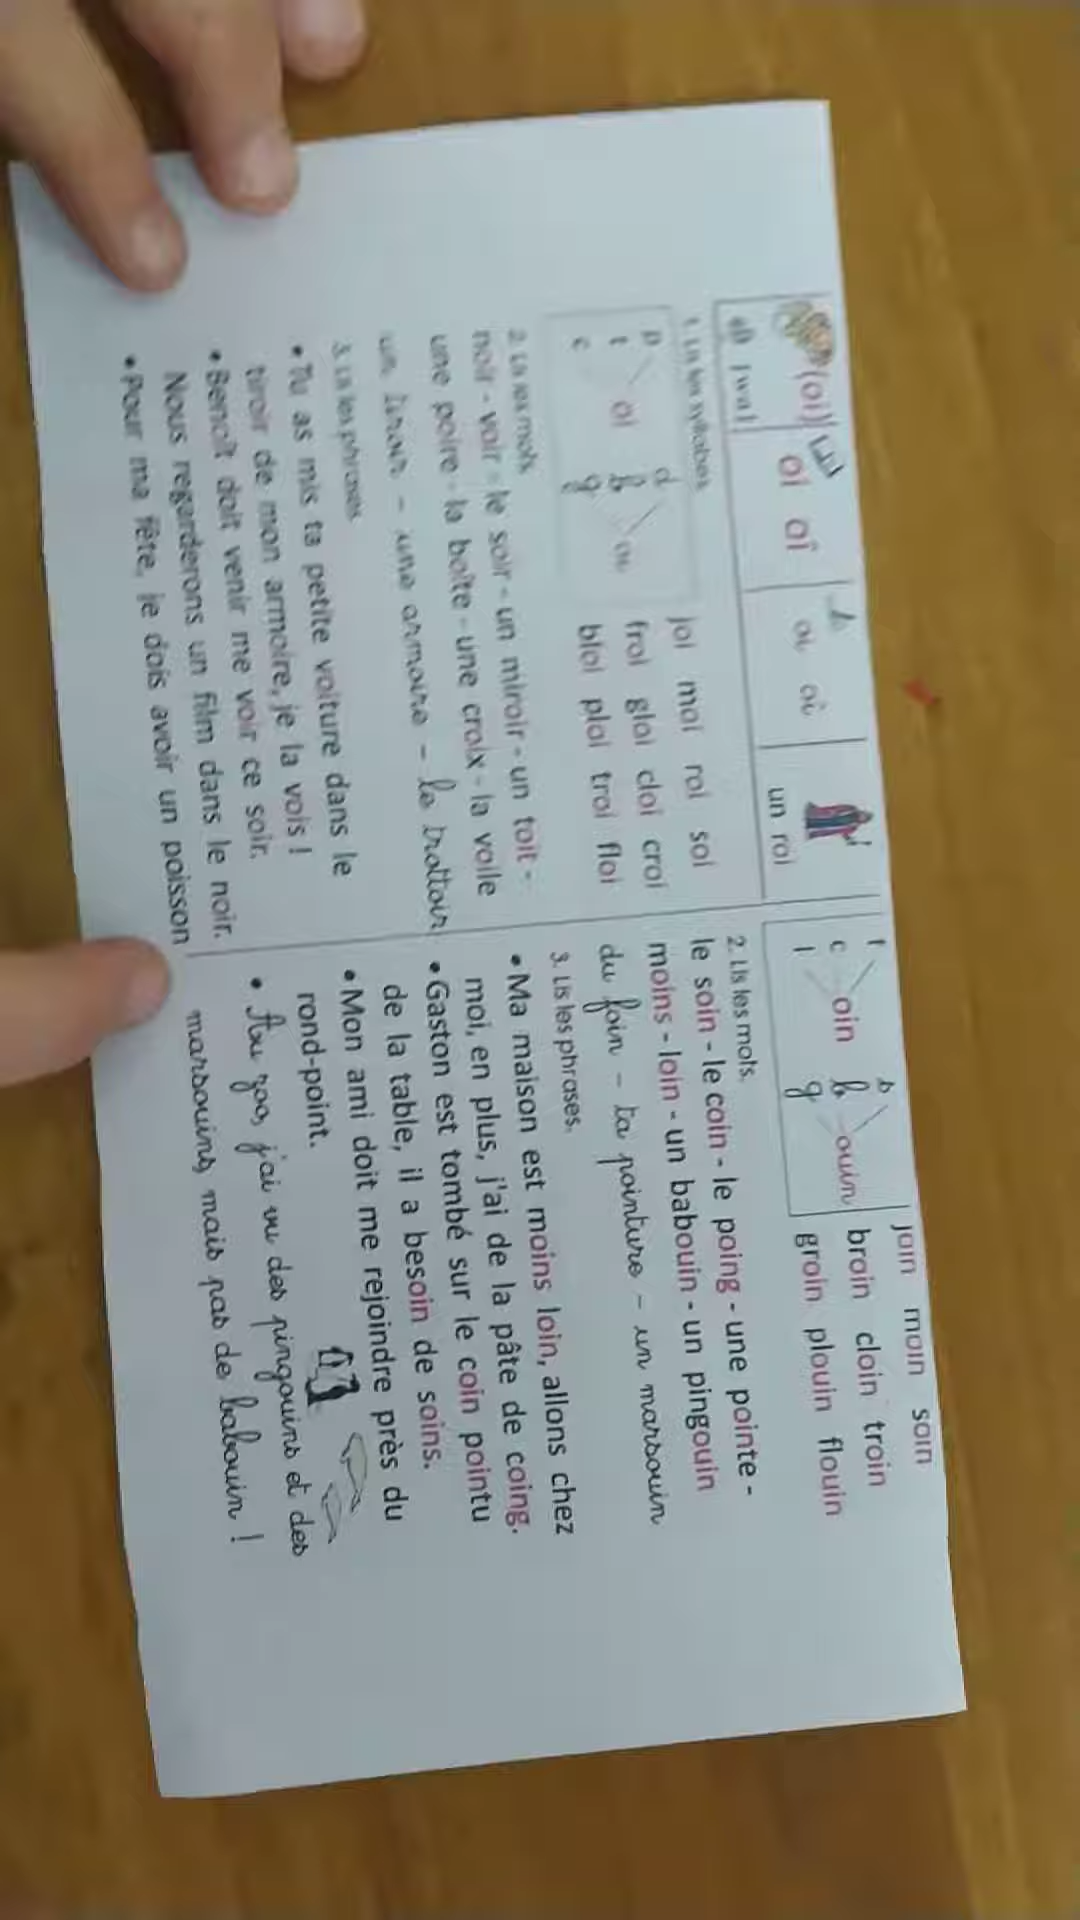 (oi)
oi oî
oi oî
un roi
[wa]
1. Lis les syllabes
p
t
c
oi
d
b
g
oi
joi moi roi soi
froi gloi cloi croi
bloi ploi troi floi
2. Lis les mots.
noir - voir - le soir - un miroir - un toit -
une poire - la boîte - une croix - la voile
un tiroir - une armoire - le trottoir
3. Lis les phrases
• Tu as mis ta petite voiture dans le
tiroir de mon armoire, je la vois !
• Benoît doit venir me voir ce soir.
Nous regarderons un film dans le noir.
• Pour ma fête, je dois avoir un poisson
c
l
oin
b
g
ouin
join moin soin
broin cloin troin
groin plouin flouin
2. Lis les mots.
le soin - le coin - le poing - une pointe -
moins - loin - un babouin - un pingouin
du foin - ta pointure - un marsouin
3. Lis les phrases.
• Ma maison est moins loin, allons chez
moi, en plus, j'ai de la pâte de coing.
• Gaston est tombé sur le coin pointu
de la table, il a besoin de soins.
• Mon ami doit me rejoindre près du
rond-point.
• Au zoo, j'ai vu des pingouins et des
marsouins, mais pas de babouin !